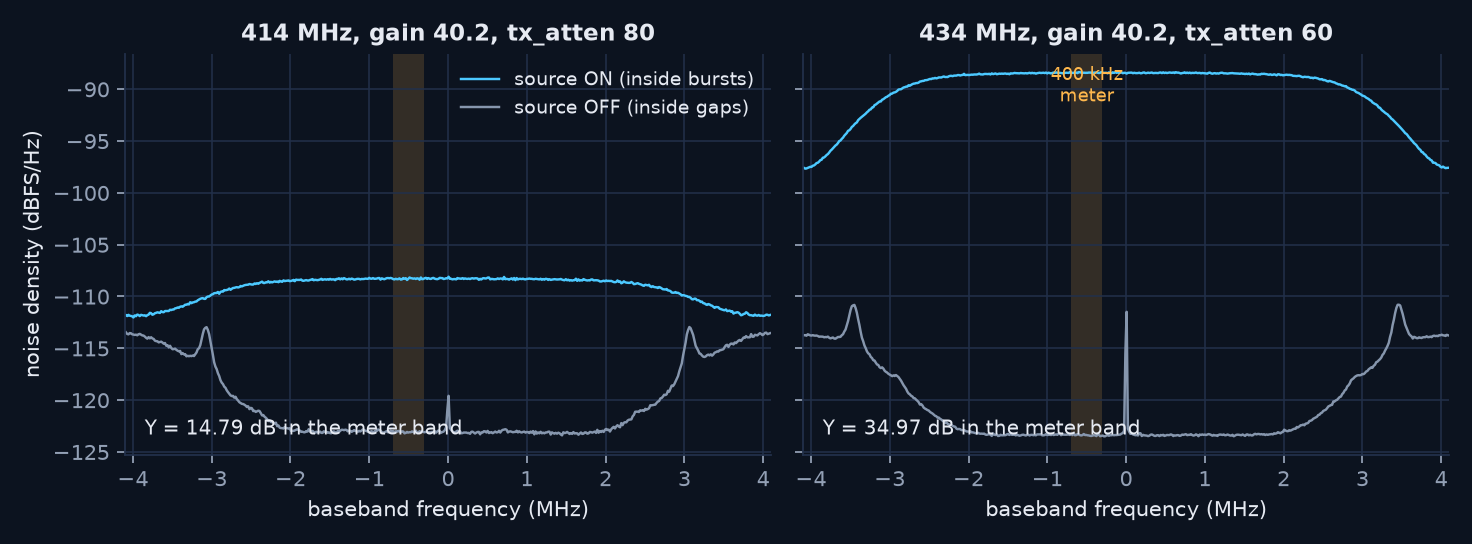 414 MHz, gain 40.2, tx_atten 80
434 MHz, gain 40.2, tx_atten 60
noise density (dBFS/Hz)
−90
−95
−100
−105
−110
−115
−120
−125
source ON (inside bursts)
source OFF (inside gaps)
400 kHz
meter
Y = 14.79 dB in the meter band
Y = 34.97 dB in the meter band
−4 −3 −2 −1 0 1 2 3 4
−4 −3 −2 −1 0 1 2 3 4
baseband frequency (MHz)
baseband frequency (MHz)